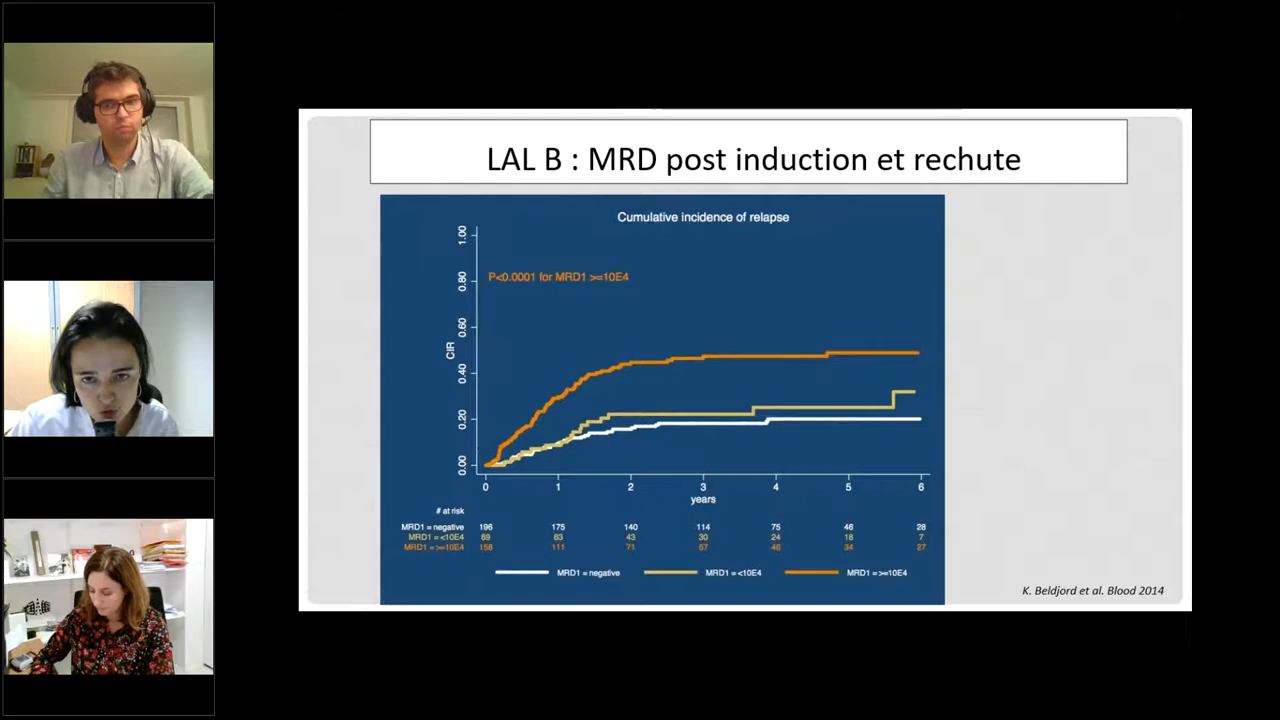 LAL B : MRD post induction et rechute
Cumulative incidence of relapse
P<0.0001 for MRD1 >=10E4
CIR
1.00
0.80
0.60
0.40
0.20
0.00
0 1 2 3 4 5 6
years
# at risk
MRD1 = negative 196 175 140 114 75 46 28
MRD1 = <10E4 69 63 43 30 24 18 7
MRD1 = >=10E4 158 111 71 57 46 34 27
MRD1 = negative MRD1 = <10E4 MRD1 = >=10E4
K. Beldjord et al. Blood 2014